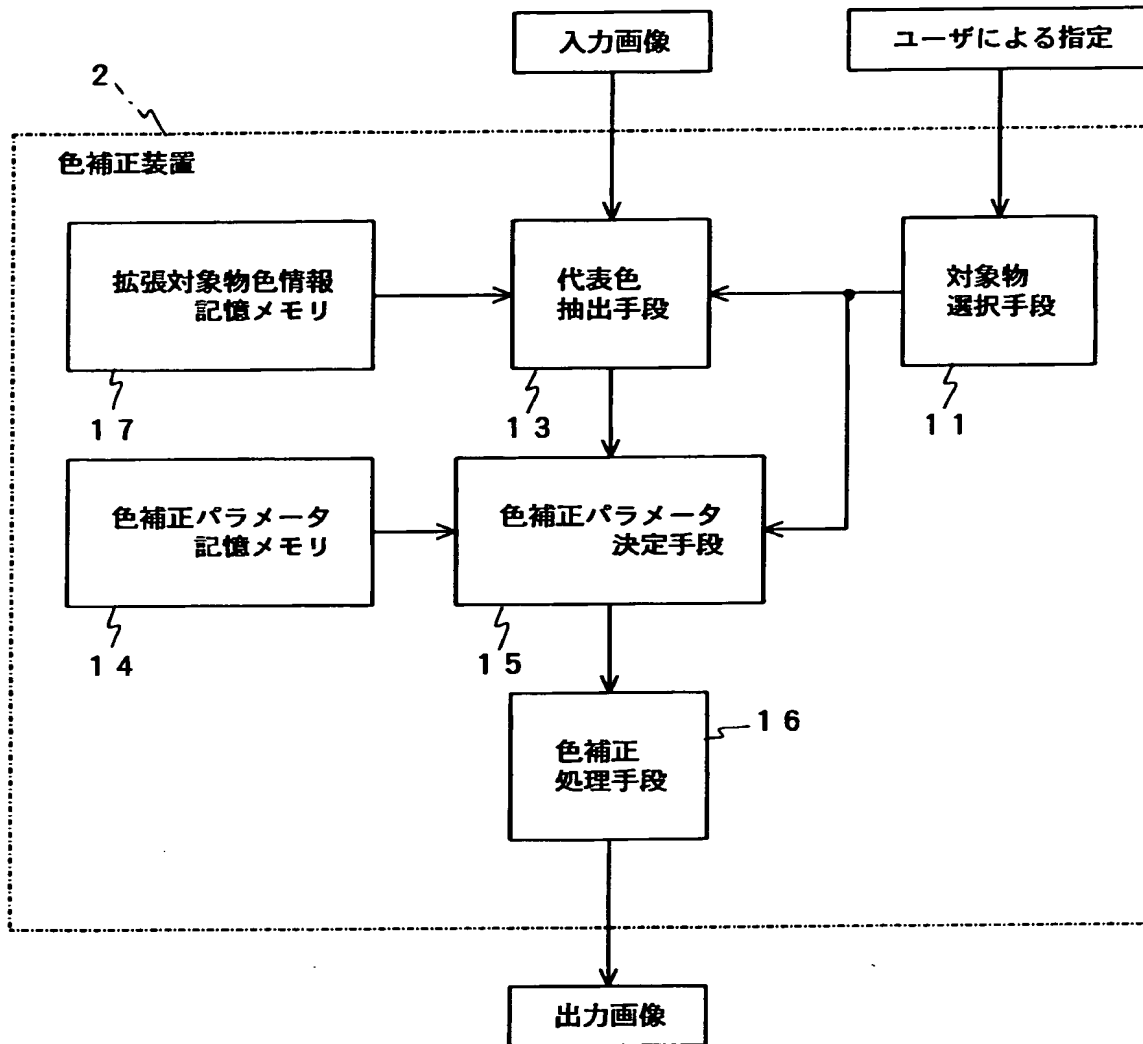 入力画像
ユーザによる指定
2
色補正装置
拡張対象物色情報
記憶メモリ
代表色
抽出手段
対象物
選択手段
17
13
11
色補正パラメータ
記憶メモリ
色補正パラメータ
決定手段
14
15
色補正
処理手段
16
出力画像